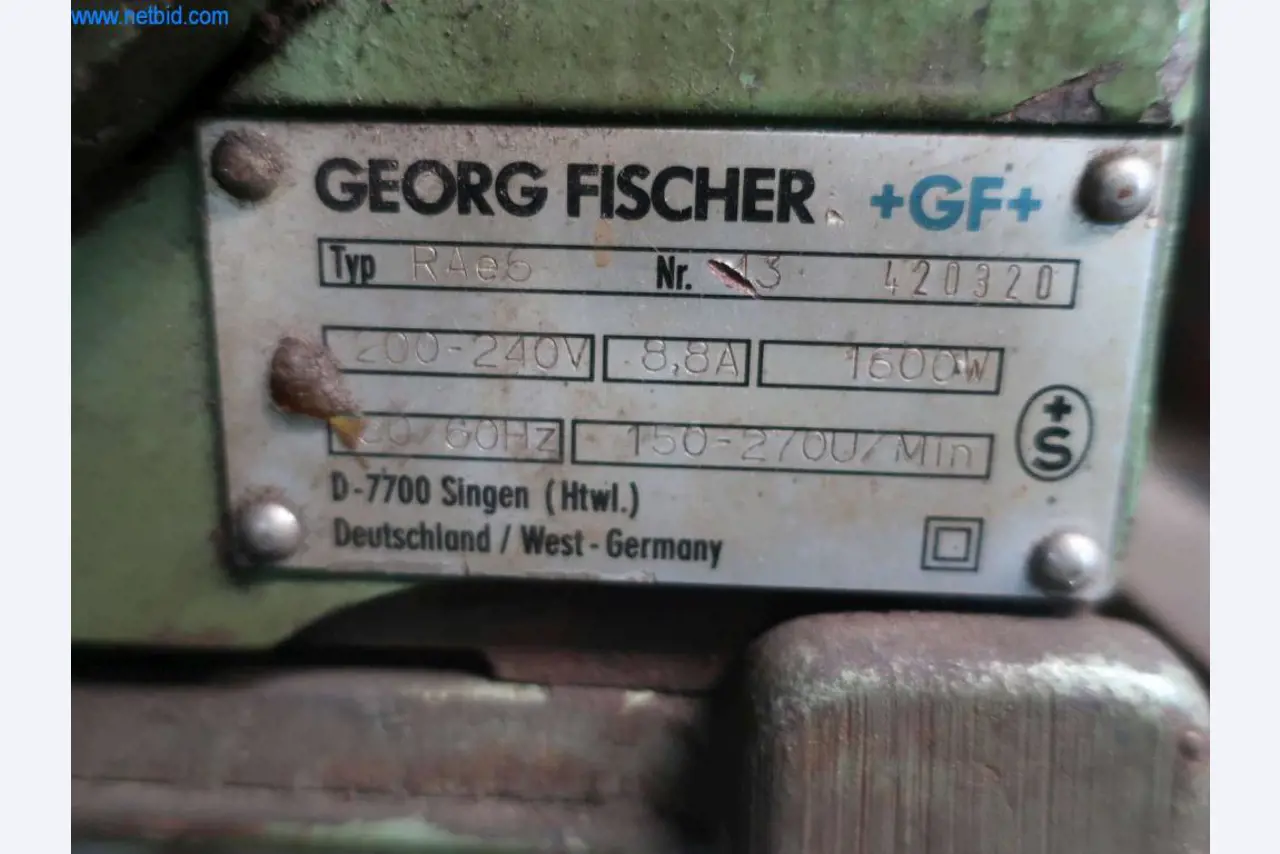 www.netbid.com
GEORG FISCHER +GF+
Typ RAe6 Nr. 13 420320
200-240V 8,8A 1600W
60Hz 150-270U/Min
+S
D-7700 Singen (Htwl.)
Deutschland / West-Germany